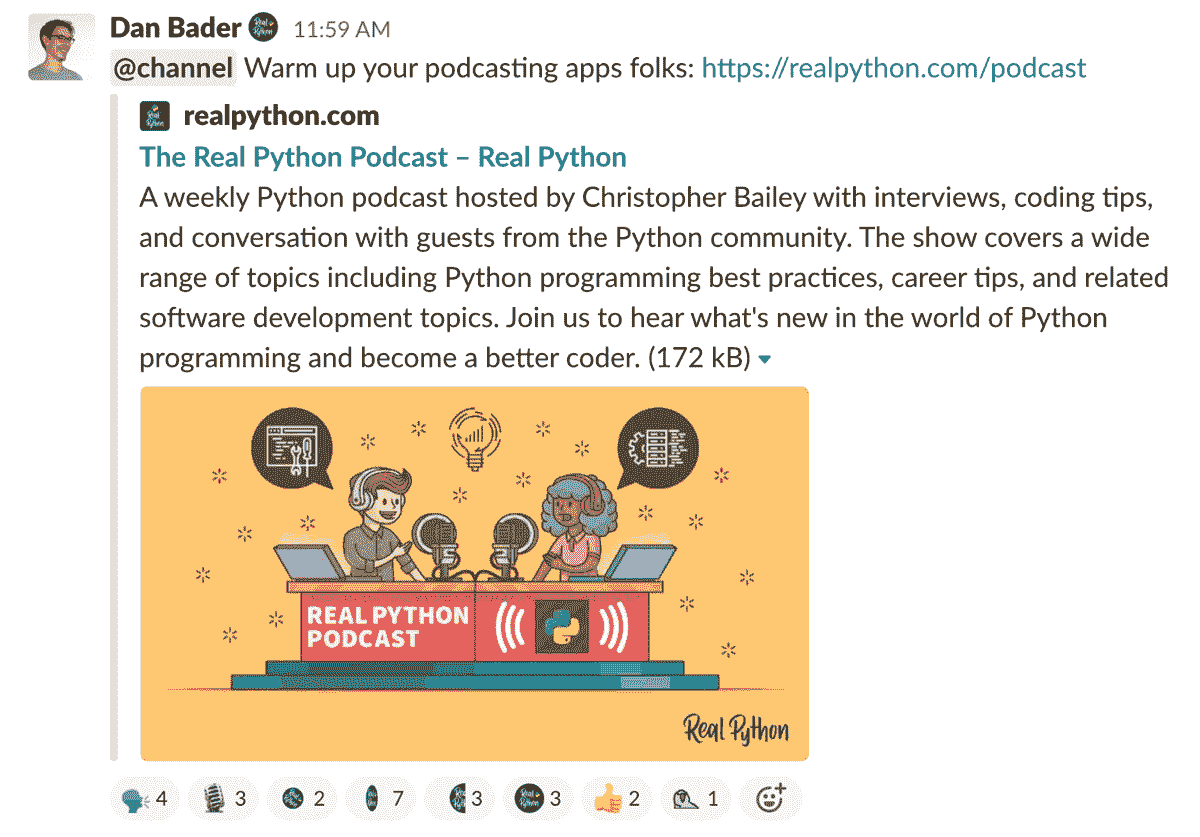 Dan Bader 11:59 AM
@channel Warm up your podcasting apps folks: https://realpython.com/podcast
realpython.com
The Real Python Podcast – Real Python
A weekly Python podcast hosted by Christopher Bailey with interviews, coding tips,
and conversation with guests from the Python community. The show covers a wide
range of topics including Python programming best practices, career tips, and related
software development topics. Join us to hear what's new in the world of Python
programming and become a better coder. (172 kB)
REAL PYTHON
PODCAST
Real Python
4 3 2 7 3 3 2 1